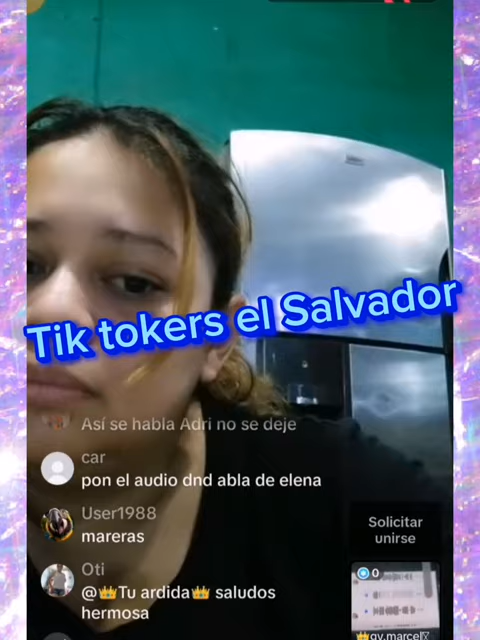 Tik tokers el Salvador
Así se habla Adri no se deje
car
pon el audio dnd abla de elena
User1988
mareras
Solicitar
unirse
Oti
@👑Tu ardida👑 saludos
hermosa
0